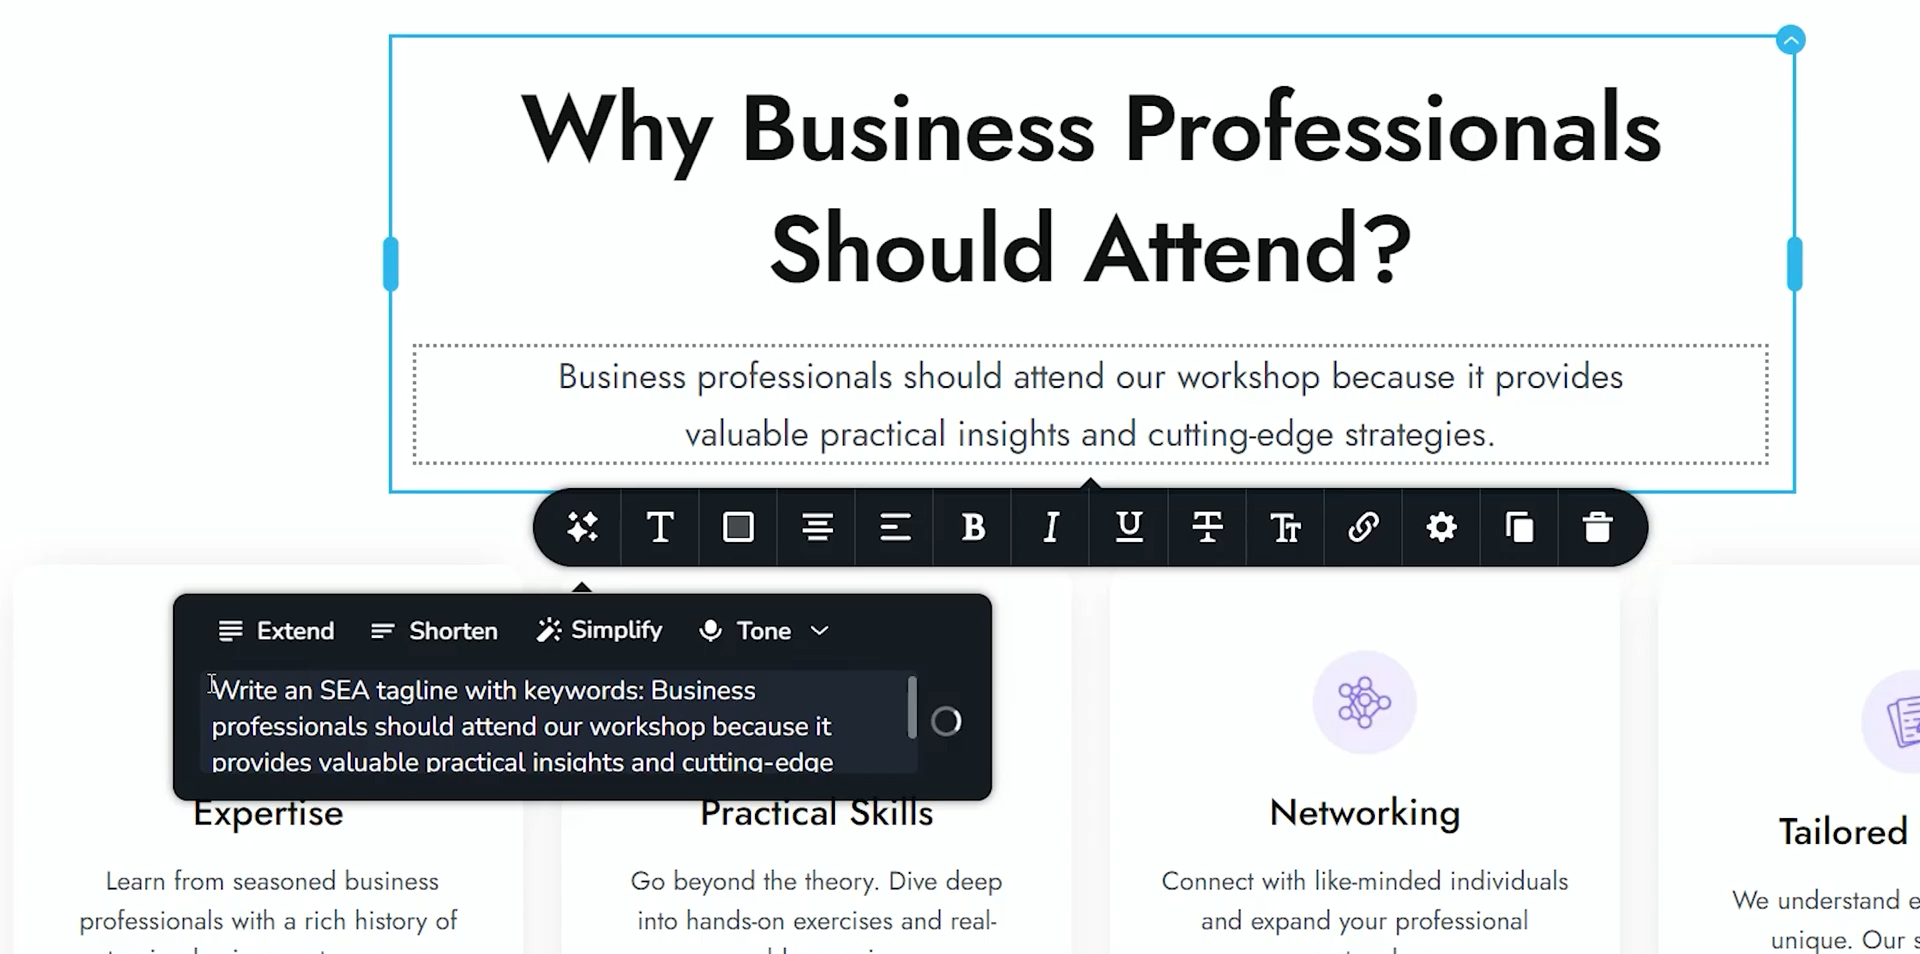 Why Business Professionals
Should Attend?
Business professionals should attend our workshop because it provides
valuable practical insights and cutting-edge strategies.
Extend
Shorten
Simplify
Tone
Write an SEA tagline with keywords: Business
professionals should attend our workshop because it
provides valuable practical insights and cutting-edge
Expertise
Learn from seasoned business
professionals with a rich history of
Practical Skills
Go beyond the theory. Dive deep
into hands-on exercises and real-
Networking
Connect with like-minded individuals
and expand your professional
Tailored
We understand e
unique. Our s